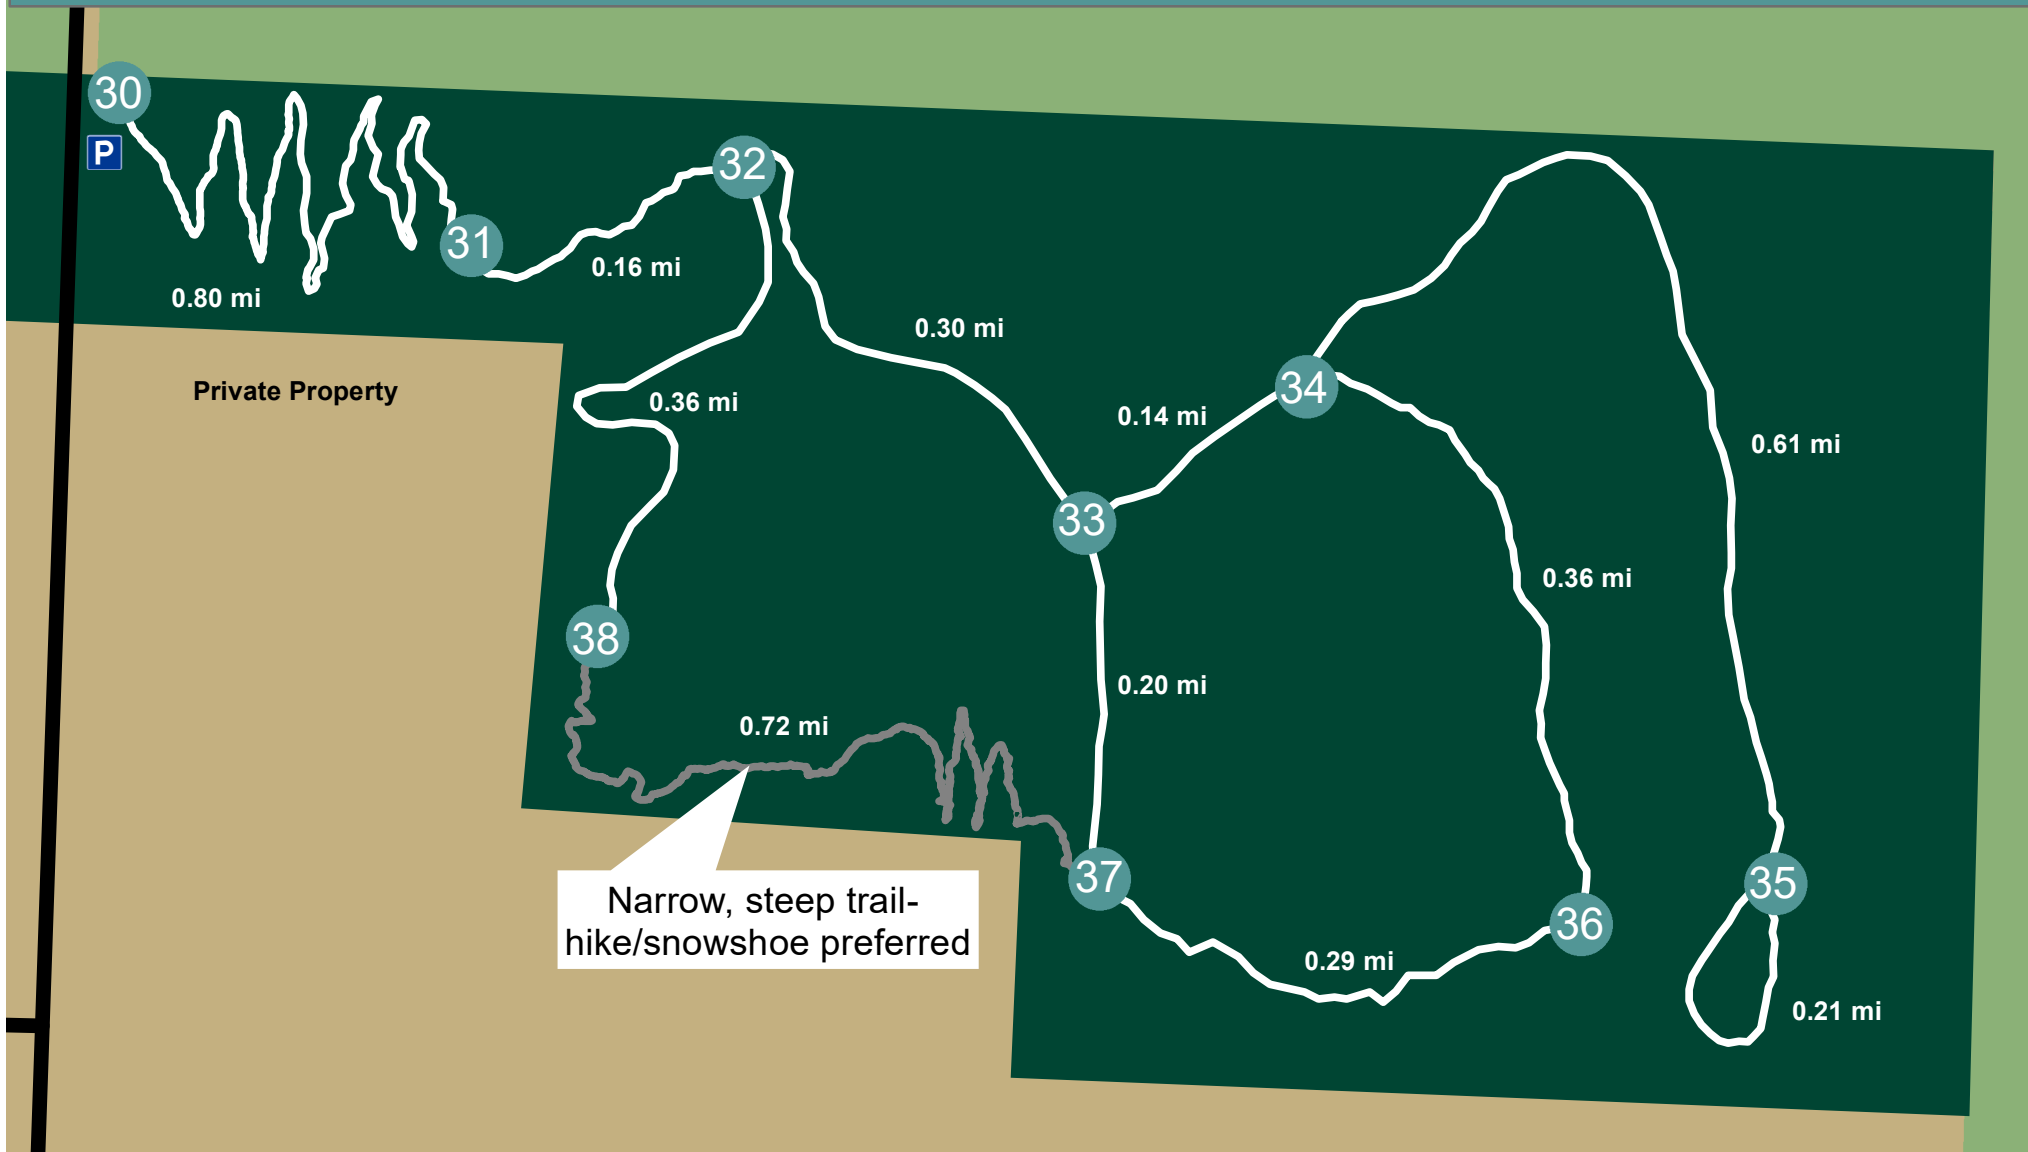 30
P
32
31
0.16 mi
0.80 mi
0.30 mi
Private Property
0.36 mi
34
0.14 mi
0.61 mi
33
0.36 mi
38
0.20 mi
0.72 mi
37
35
Narrow, steep trail-
hike/snowshoe preferred
36
0.29 mi
0.21 mi